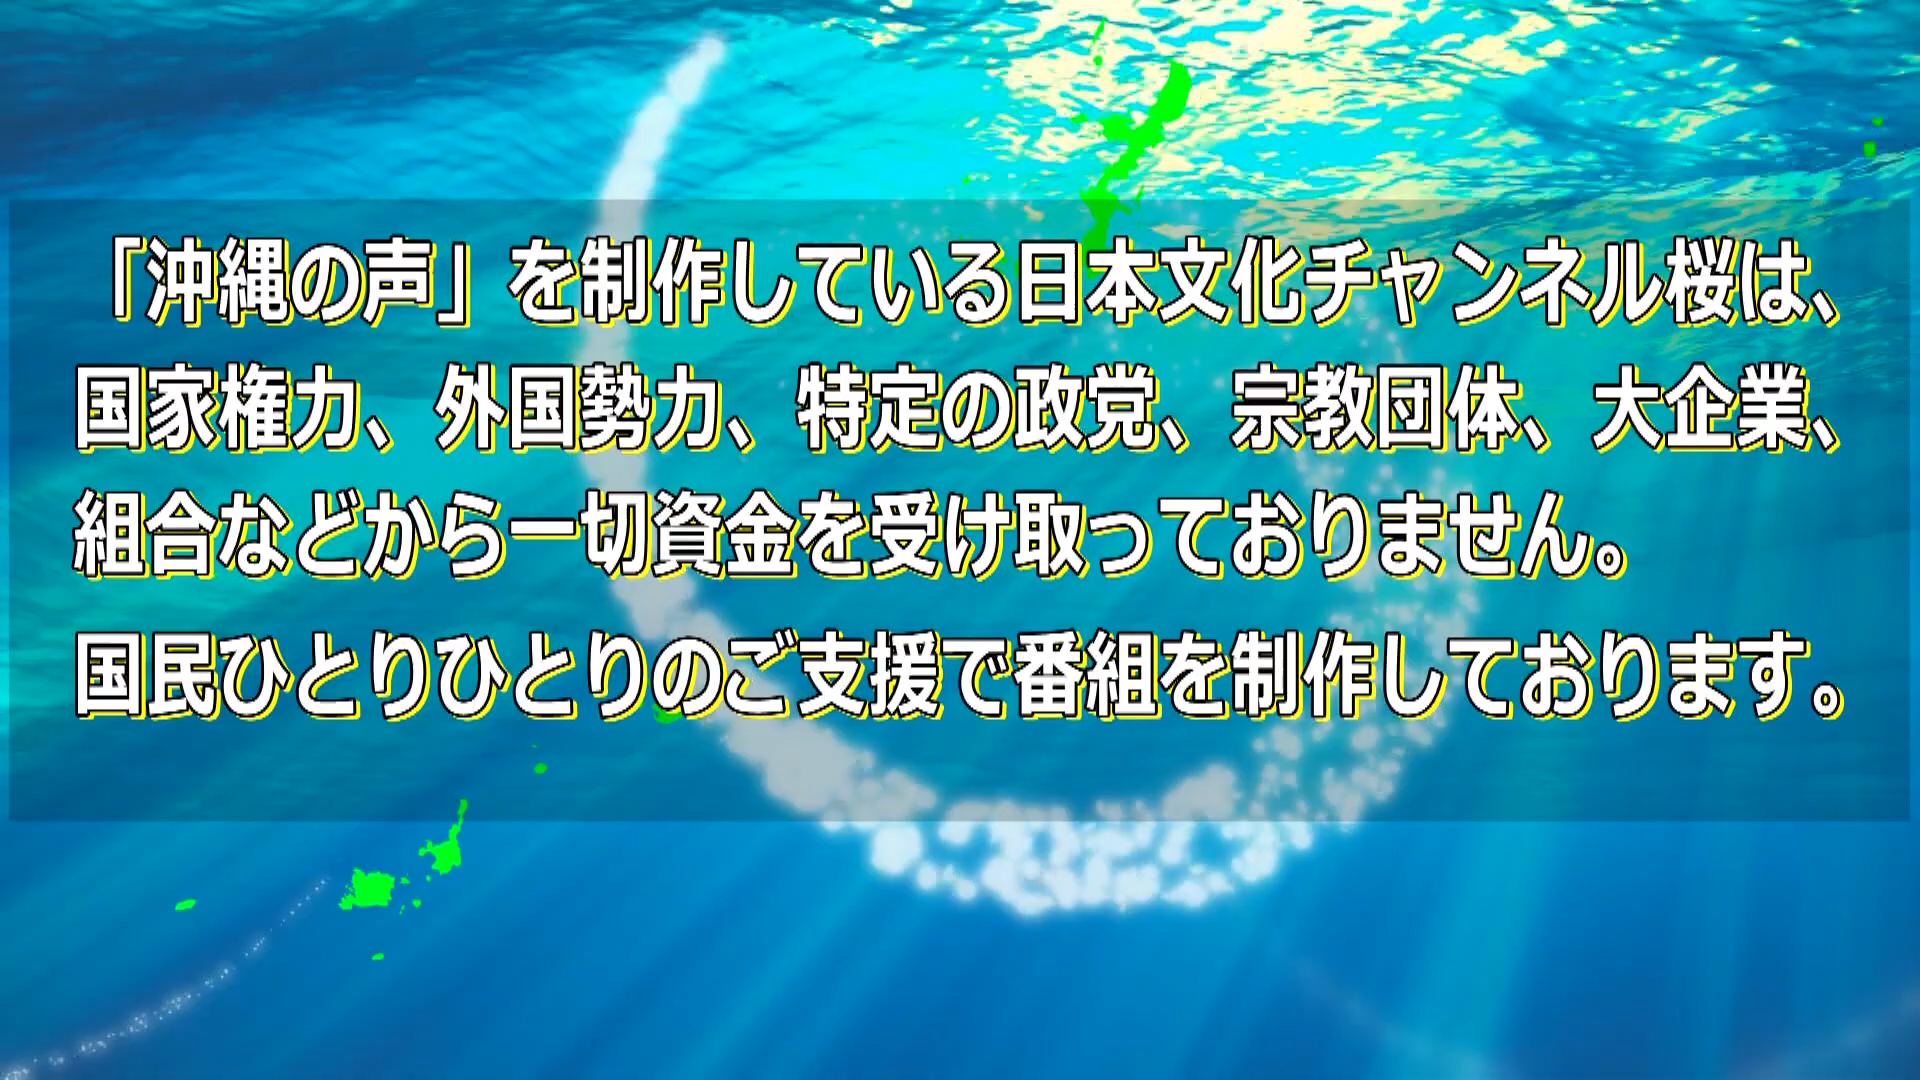 「沖縄の声」を制作している日本文化チャンネル桜は、
国家権力、外国勢力、特定の政党、宗教団体、大企業、
組合などから一切資金を受け取っておりません。
国民ひとりひとりのご支援で番組を制作しております。